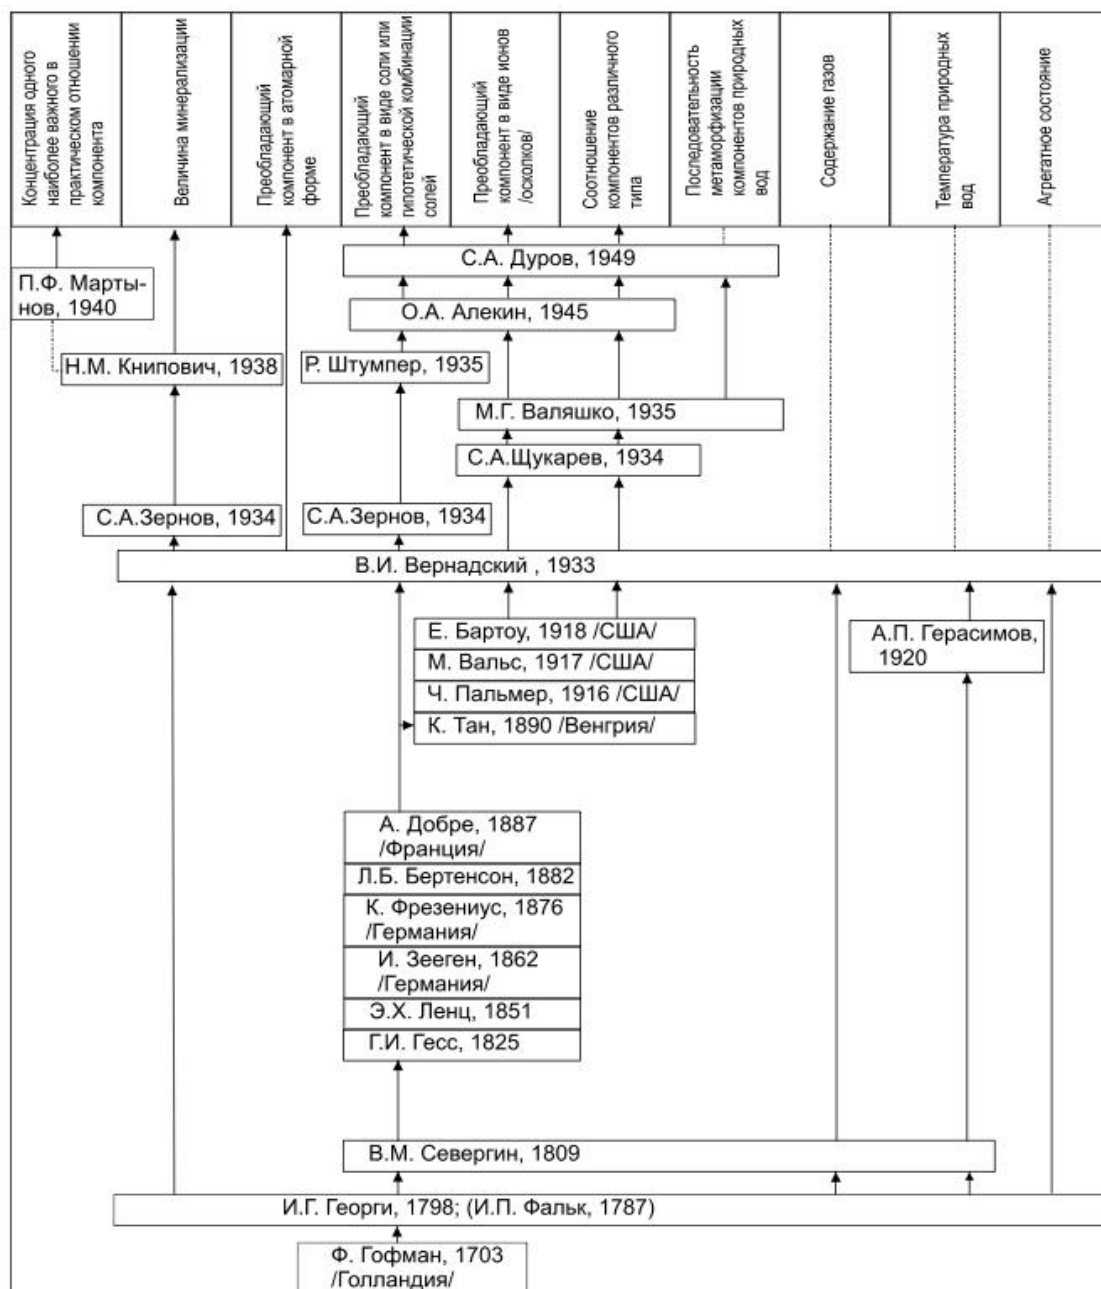 Концентрация одного
наиболее важного в
практическом отношении
компонента
Величина минерализации
Преобладающий
компонент в атомарной
форме
Преобладающий
компонент в виде соли или
гипотетической комбинации
солей
Преобладающий
компонент в виде ионов
/осколков/
Соотношение
компонентов различного
типа
Последовательность
метаморфизации
компонентов природных
вод
Содержание газов
Температура природных
вод
Агрегатное состояние
С.А. Дуров, 1949
П.Ф. Марты-
нов, 1940
О.А. Алекин, 1945
Н.М. Книпович, 1938
Р. Штумпер, 1935
М.Г. Валяшко, 1935
С.А.Щукарев, 1934
С.А.Зернов, 1934
С.А.Зернов, 1934
В.И. Вернадский , 1933
Е. Бартоу, 1918 /США/
М. Вальс, 1917 /США/
Ч. Пальмер, 1916 /США/
К. Тан, 1890 /Венгрия/
А.П. Герасимов,
1920
А. Добре, 1887
/Франция/
Л.Б. Бертенсон, 1882
К. Фрезениус, 1876
/Германия/
И. Зееген, 1862
/Германия/
Э.Х. Ленц, 1851
Г.И. Гесс, 1825
В.М. Севергин, 1809
И.Г. Георги, 1798; (И.П. Фальк, 1787)
Ф. Гофман, 1703
/Голландия/